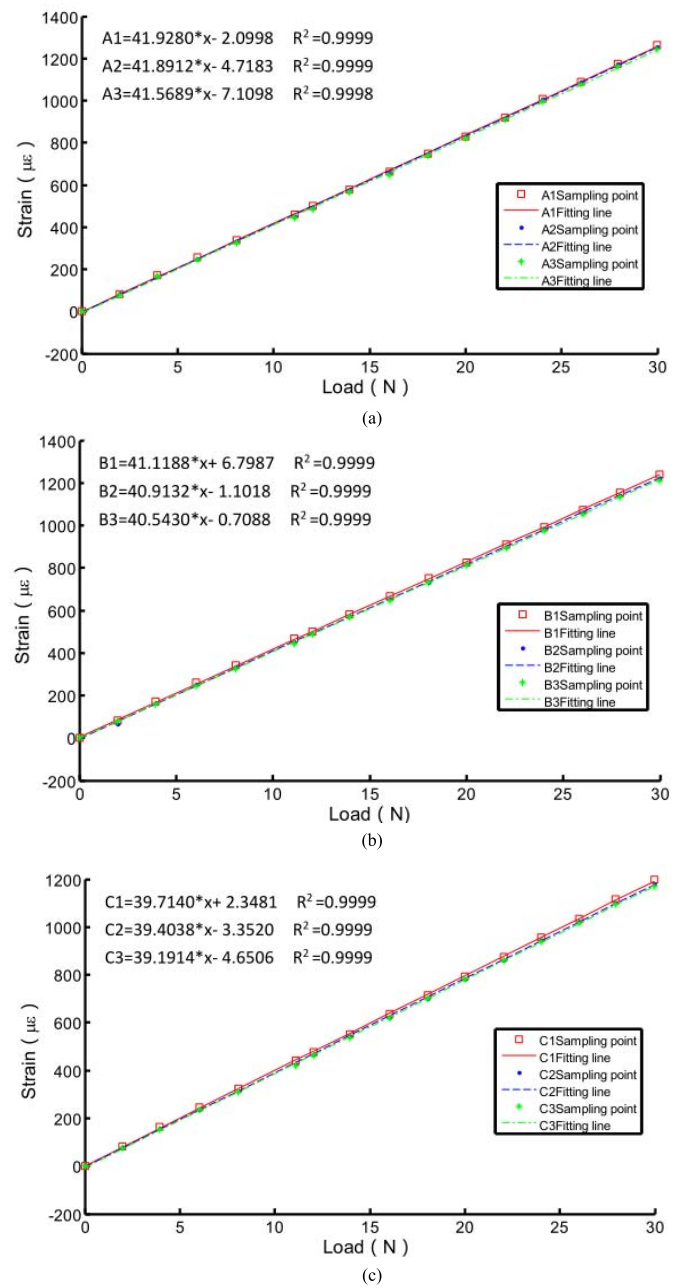 1400
1200
1000
800
600
400
200
0
-200
Strain ( με )
A1=41.9280*x- 2.0998 R²=0.9999
A2=41.8912*x- 4.7183 R²=0.9999
A3=41.5689*x- 7.1098 R²=0.9998
A1Sampling point
A1Fitting line
A2Sampling point
A2Fitting line
A3Sampling point
A3Fitting line
0 5 10 15 20 25 30
Load ( N )
(a)
1400
1200
1000
800
600
400
200
0
-200
Strain ( με )
B1=41.1188*x+ 6.7987 R²=0.9999
B2=40.9132*x- 1.1018 R²=0.9999
B3=40.5430*x- 0.7088 R²=0.9999
B1Sampling point
B1Fitting line
B2Sampling point
B2Fitting line
B3Sampling point
B3Fitting line
0 5 10 15 20 25 30
Load ( N)
(b)
1200
1000
800
600
400
200
0
-200
Strain ( με )
C1=39.7140*x+ 2.3481 R²=0.9999
C2=39.4038*x- 3.3520 R²=0.9999
C3=39.1914*x- 4.6506 R²=0.9999
C1Sampling point
C1Fitting line
C2Sampling point
C2Fitting line
C3Sampling point
C3Fitting line
0 5 10 15 20 25 30
Load ( N )
(c)